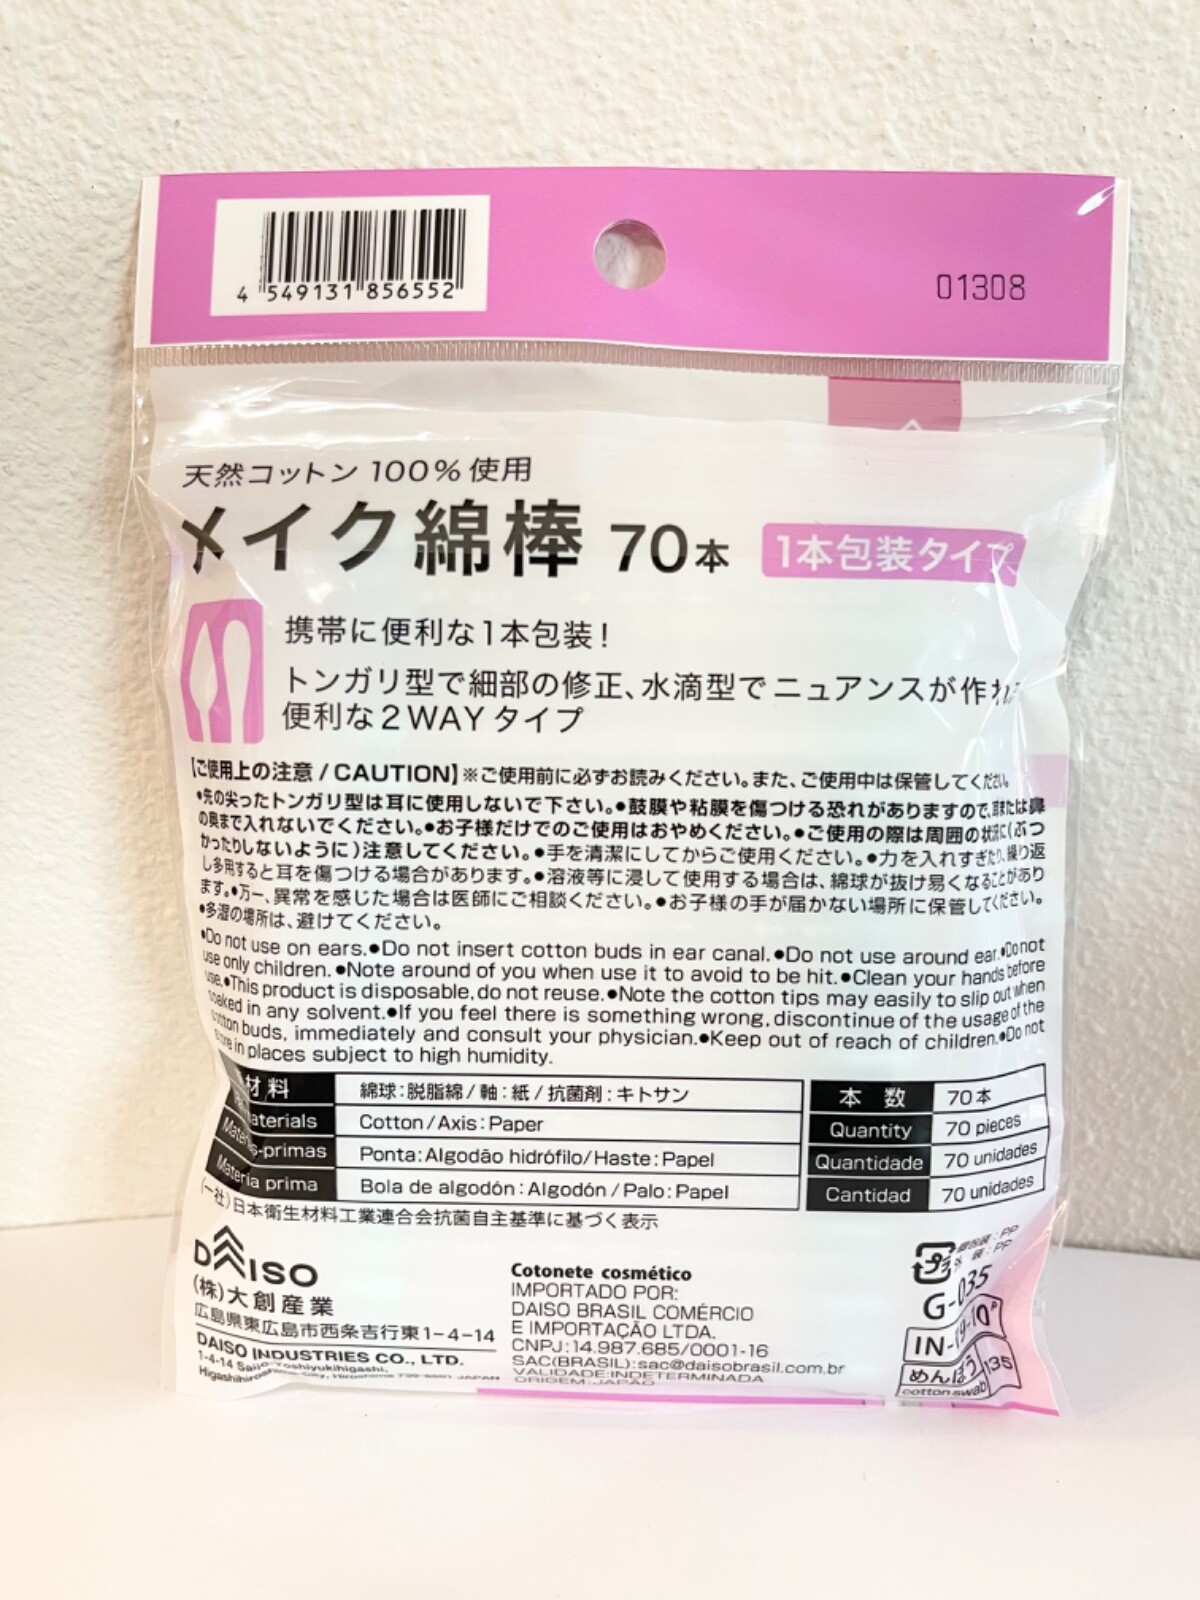 4 549131 856552
01308
天然コットン 100%使用
メイク綿棒 70本
1本包装タイプ
携帯に便利な1本包装!
トンガリ型で細部の修正、水滴型でニュアンスが作れる
便利な2WAYタイプ
【ご使用上の注意 / CAUTION】※ご使用前に必ずお読みください。また、ご使用中は保管してください。
•先の尖ったトンガリ型は耳に使用しないで下さい。•鼓膜や粘膜を傷つける恐れがありますので、耳または鼻
の奥まで入れないでください。•お子様だけでのご使用はおやめください。•ご使用の際は周囲の状況に(ぶつ
かったりしないように)注意してください。•手を清潔にしてからご使用ください。•力を入れすぎたり、繰り返
し多用すると耳を傷つける場合があります。•溶液等に浸して使用する場合は、綿球が抜け易くなることがあり
ます。•万一、異常を感じた場合は医師にご相談ください。•お子様の手が届かない場所に保管してください。
•多湿の場所は、避けてください。
•Do not use on ears.•Do not insert cotton buds in ear canal.•Do not use around ear.•Do not
use only children. •Note around of you when use it to avoid to be hit.•Clean your hands before
use.•This product is disposable, do not reuse.•Note the cotton tips may easily to slip out when
soaked in any solvent.•If you feel there is something wrong, discontinue of the usage of the
cotton buds, immediately and consult your physician.•Keep out of reach of children.•Do not
store in places subject to high humidity.
材料 綿球:脱脂綿/軸:紙/抗菌剤:キトサン
本 数 70本
Materials Cotton/Axis:Paper
Quantity 70 pieces
Materias-primas Ponta:Algodão hidrófilo/Haste:Papel
Quantidade 70 unidades
Materia prima Bola de algodón:Algodón/Palo:Papel
Cantidad 70 unidades
(一社)日本衛生材料工業連合会抗菌自主基準に基づく表示
DAISO
(株)大創産業
広島県東広島市西条吉行東1-4-14
DAISO INDUSTRIES CO., LTD.
1-4-14 Saijo Yoshiyukihigashi,
Higashihiroshima-City, Hiroshima 739-8501 JAPAN
Cotonete cosmético
IMPORTADO POR:
DAISO BRASIL COMÉRCIO
E IMPORTAÇÃO LTDA.
CNPJ:14.987.685/0001-16
SAC(BRASIL):sac@daisobrasil.com.br
VALIDADE:INDETERMINADA
ORIGEM:JAPÃO
プラ
個包装:PP
外 装:PP
G-035
めんぼう
cotton swab
135